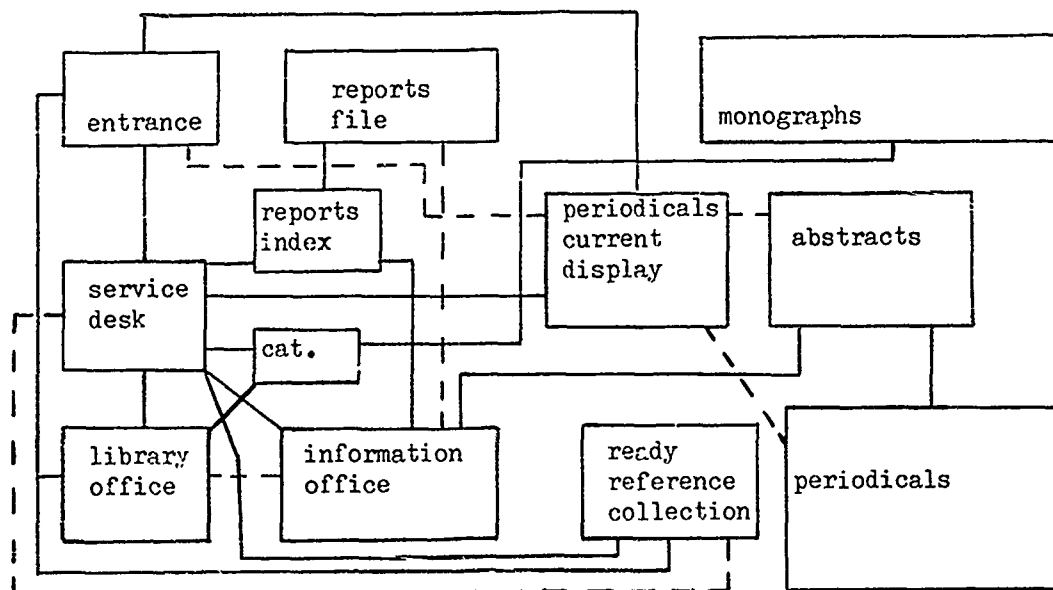 entrance
reports
file
monographs
reports
index
periodicals
current
display
abstracts
service
desk
cat.
library
office
information
office
ready
reference
collection
periodicals